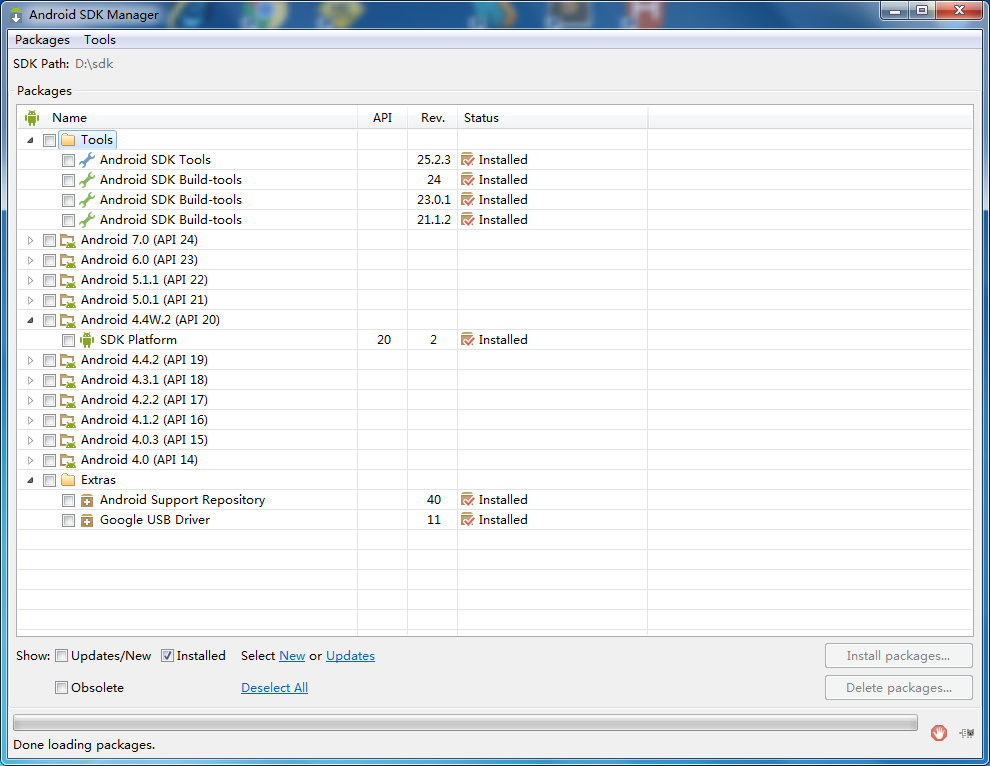 Android SDK Manager
Packages Tools
SDK Path: D:\sdk
Packages
Name API Rev. Status
Tools
Android SDK Tools 25.2.3 Installed
Android SDK Build-tools 24 Installed
Android SDK Build-tools 23.0.1 Installed
Android SDK Build-tools 21.1.2 Installed
Android 7.0 (API 24)
Android 6.0 (API 23)
Android 5.1.1 (API 22)
Android 5.0.1 (API 21)
Android 4.4W.2 (API 20)
SDK Platform 20 2 Installed
Android 4.4.2 (API 19)
Android 4.3.1 (API 18)
Android 4.2.2 (API 17)
Android 4.1.2 (API 16)
Android 4.0.3 (API 15)
Android 4.0 (API 14)
Extras
Android Support Repository 40 Installed
Google USB Driver 11 Installed
Show: Updates/New Installed Select New or Updates Install packages...
Obsolete Deselect All Delete packages...
Done loading packages.